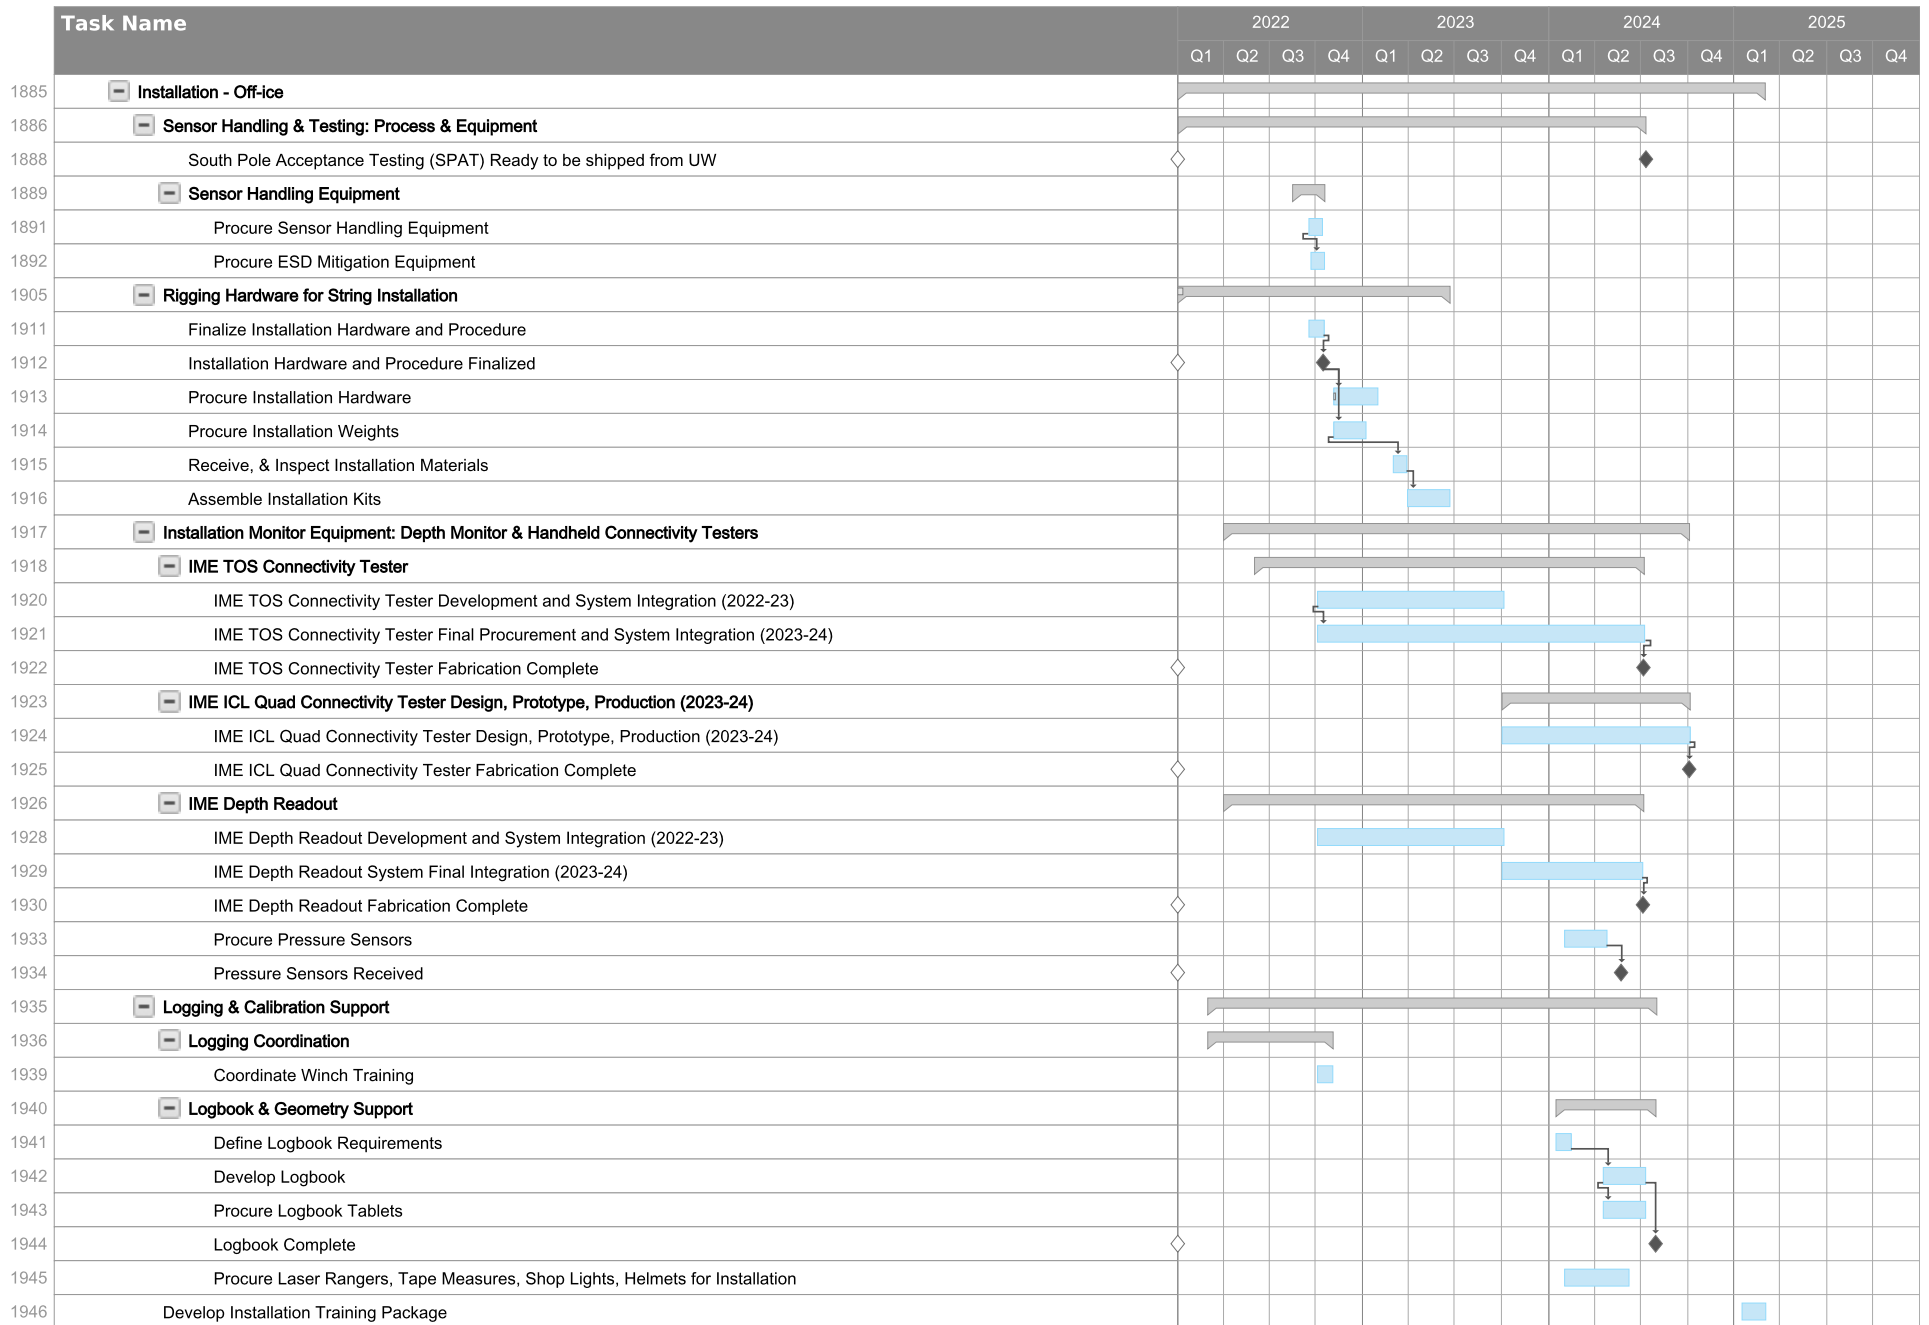 Task Name
2022 2023 2024 2025
Q1 Q2 Q3 Q4 Q1 Q2 Q3 Q4 Q1 Q2 Q3 Q4 Q1 Q2 Q3 Q4
1885 Installation - Off-ice
1886 Sensor Handling & Testing: Process & Equipment
1888 South Pole Acceptance Testing (SPAT) Ready to be shipped from UW
1889 Sensor Handling Equipment
1891 Procure Sensor Handling Equipment
1892 Procure ESD Mitigation Equipment
1905 Rigging Hardware for String Installation
1911 Finalize Installation Hardware and Procedure
1912 Installation Hardware and Procedure Finalized
1913 Procure Installation Hardware
1914 Procure Installation Weights
1915 Receive, & Inspect Installation Materials
1916 Assemble Installation Kits
1917 Installation Monitor Equipment: Depth Monitor & Handheld Connectivity Testers
1918 IME TOS Connectivity Tester
1920 IME TOS Connectivity Tester Development and System Integration (2022-23)
1921 IME TOS Connectivity Tester Final Procurement and System Integration (2023-24)
1922 IME TOS Connectivity Tester Fabrication Complete
1923 IME ICL Quad Connectivity Tester Design, Prototype, Production (2023-24)
1924 IME ICL Quad Connectivity Tester Design, Prototype, Production (2023-24)
1925 IME ICL Quad Connectivity Tester Fabrication Complete
1926 IME Depth Readout
1928 IME Depth Readout Development and System Integration (2022-23)
1929 IME Depth Readout System Final Integration (2023-24)
1930 IME Depth Readout Fabrication Complete
1933 Procure Pressure Sensors
1934 Pressure Sensors Received
1935 Logging & Calibration Support
1936 Logging Coordination
1939 Coordinate Winch Training
1940 Logbook & Geometry Support
1941 Define Logbook Requirements
1942 Develop Logbook
1943 Procure Logbook Tablets
1944 Logbook Complete
1945 Procure Laser Rangers, Tape Measures, Shop Lights, Helmets for Installation
1946 Develop Installation Training Package